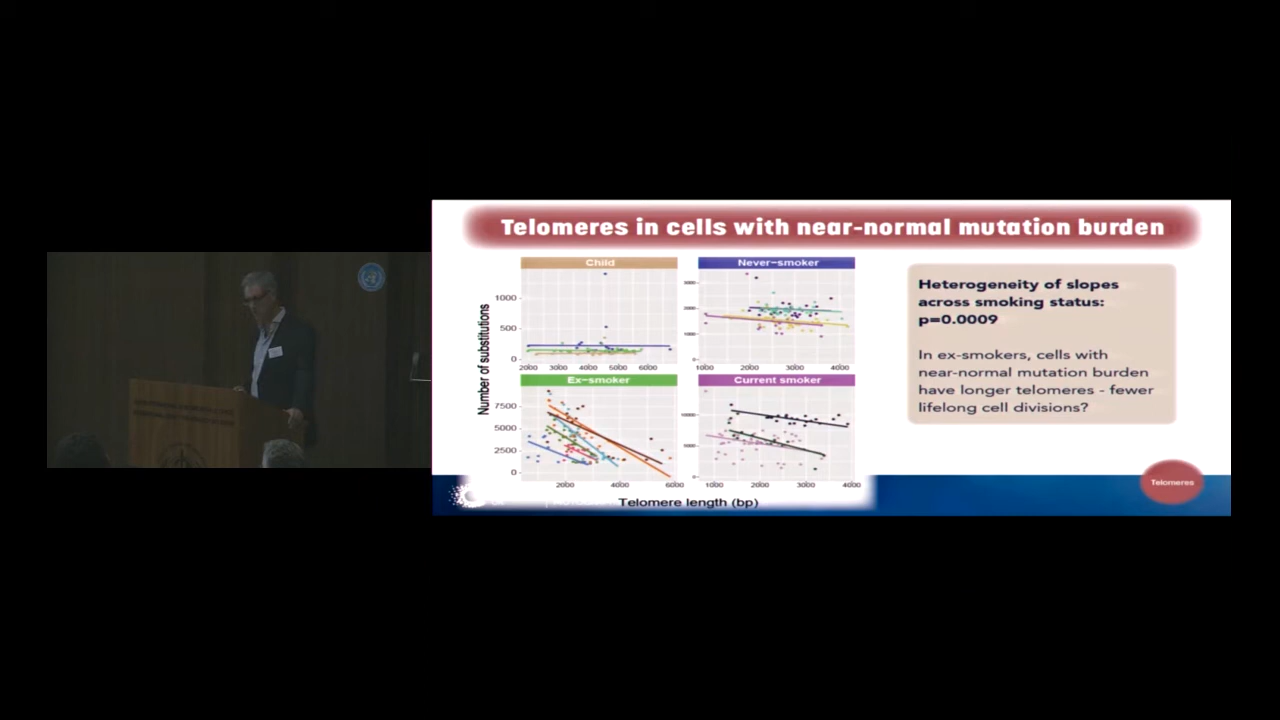 Telomeres in cells with near-normal mutation burden
Child
Never-smoker
1000
500
0
2000 3000 4000 5000 6000
1000 2000 3000 4000
Number of substitutions
Ex-smoker
Current smoker
7500
5000
2500
0
2000 4000 6000
1000 2000 3000 4000
Telomere length (bp)
Heterogeneity of slopes
across smoking status:
p=0.0009
In ex-smokers, cells with
near-normal mutation burden
have longer telomeres - fewer
lifelong cell divisions?
Telomeres